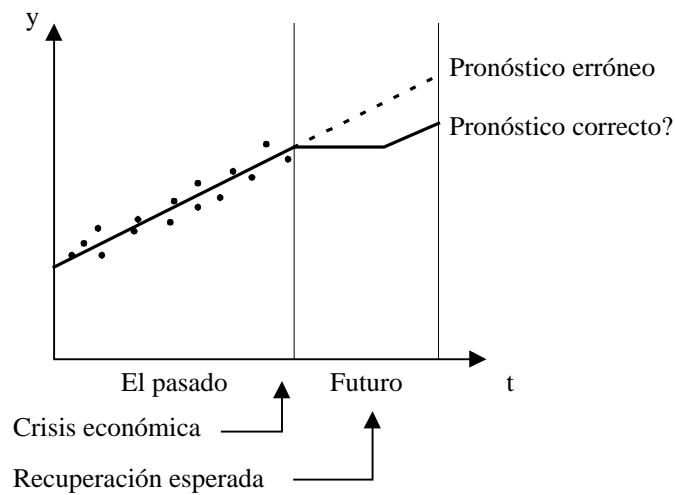 y
Pronóstico erróneo
Pronóstico correcto?
El pasado
Futuro
t
Crisis económica
Recuperación esperada